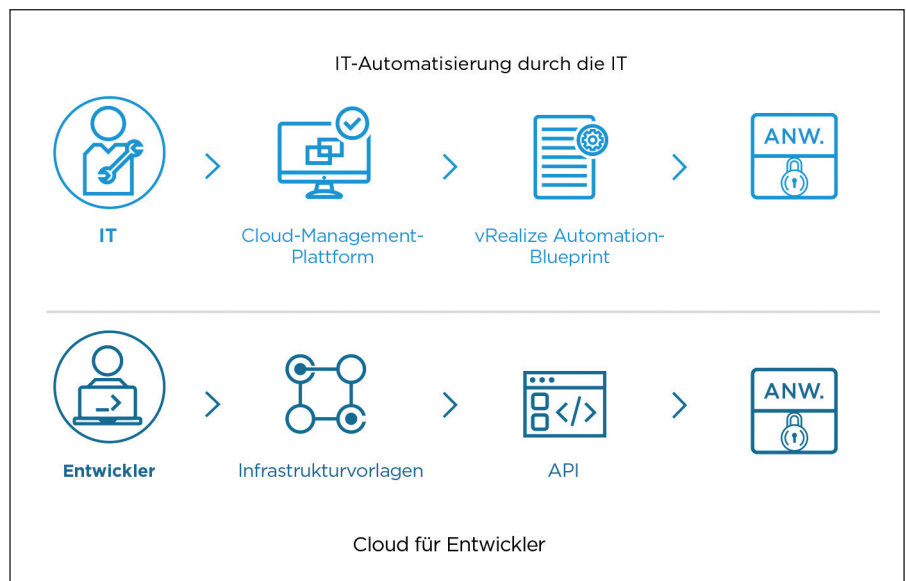 IT-Automatisierung durch die IT
ANW.
IT
Cloud-Management-
Plattform
vRealize Automation-
Blueprint
ANW.
Entwickler
Infrastrukturvorlagen
API
Cloud für Entwickler